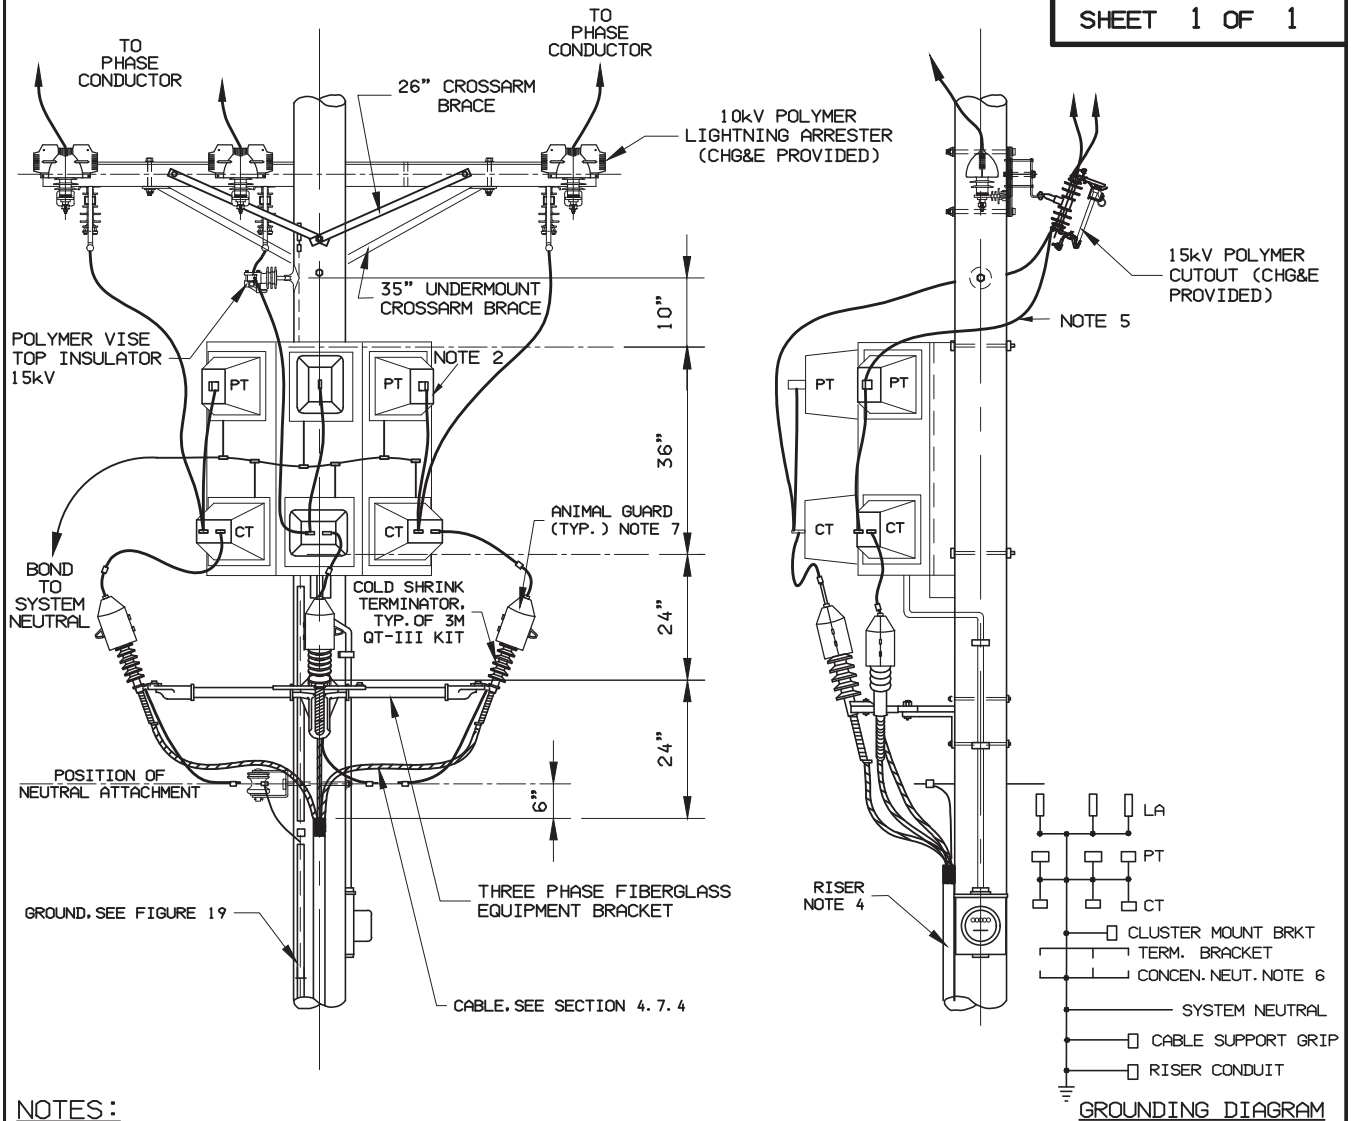 SHEET 1 OF 1
TO
PHASE
CONDUCTOR
TO
PHASE
CONDUCTOR
26" CROSSARM
BRACE
10kV POLYMER
LIGHTNING ARRESTER
(CHG&E PROVIDED)
15kV POLYMER
CUTOUT (CHG&E
PROVIDED)
35" UNDERMOUNT
CROSSARM BRACE
10"
NOTE 5
POLYMER VISE
TOP INSULATOR
15kV
NOTE 2
PT
PT
PT
PT
36"
ANIMAL GUARD
(TYP.) NOTE 7
CT
CT
CT
CT
BOND
TO
SYSTEM
NEUTRAL
COLD SHRINK
TERMINATOR,
TYP. OF 3M
QT-III KIT
24"
24"
POSITION OF
NEUTRAL ATTACHMENT
6"
LA
PT
CT
THREE PHASE FIBERGLASS
EQUIPMENT BRACKET
RISER
NOTE 4
GROUND, SEE FIGURE 19
CLUSTER MOUNT BRKT
TERM. BRACKET
CONCEN. NEUT. NOTE 6
CABLE, SEE SECTION 4.7.4
SYSTEM NEUTRAL
CABLE SUPPORT GRIP
RISER CONDUIT
NOTES:
GROUNDING DIAGRAM